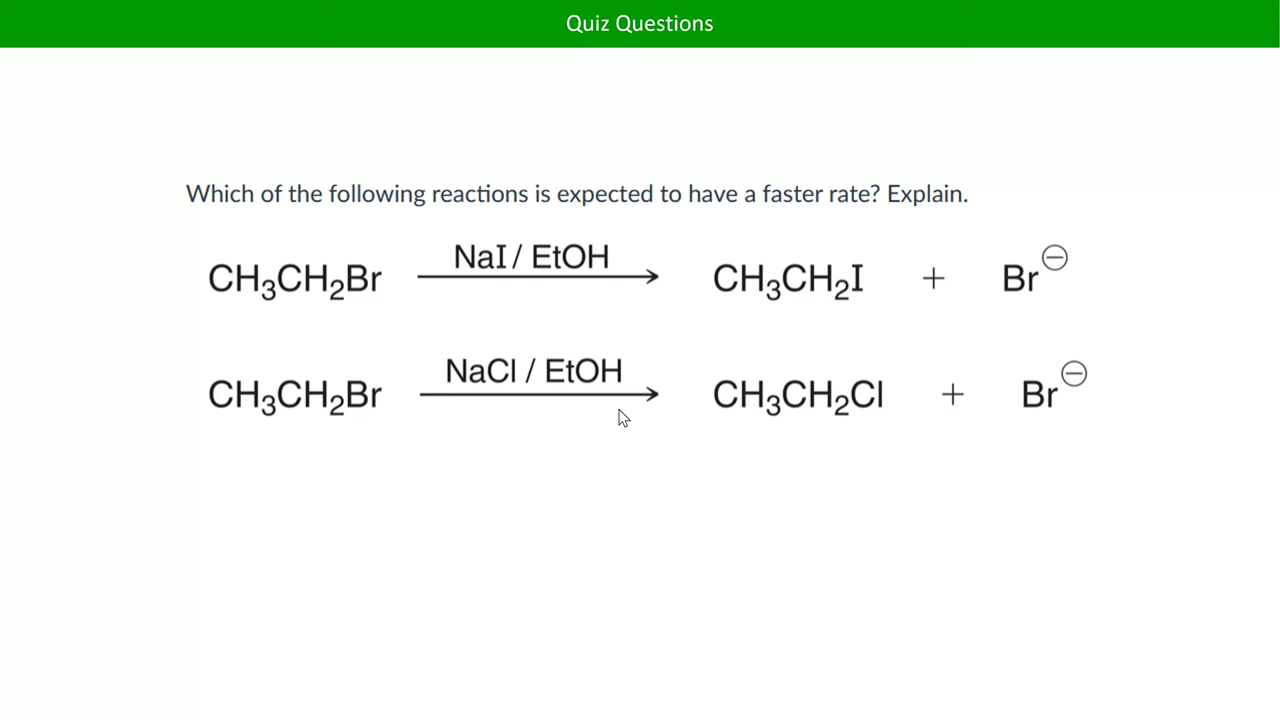 Quiz Questions
Which of the following reactions is expected to have a faster rate? Explain.
NaI / EtOH
CH₃CH₂Br CH₃CH₂I + Br⊖
NaCl / EtOH
CH₃CH₂Br CH₃CH₂Cl + Br⊖